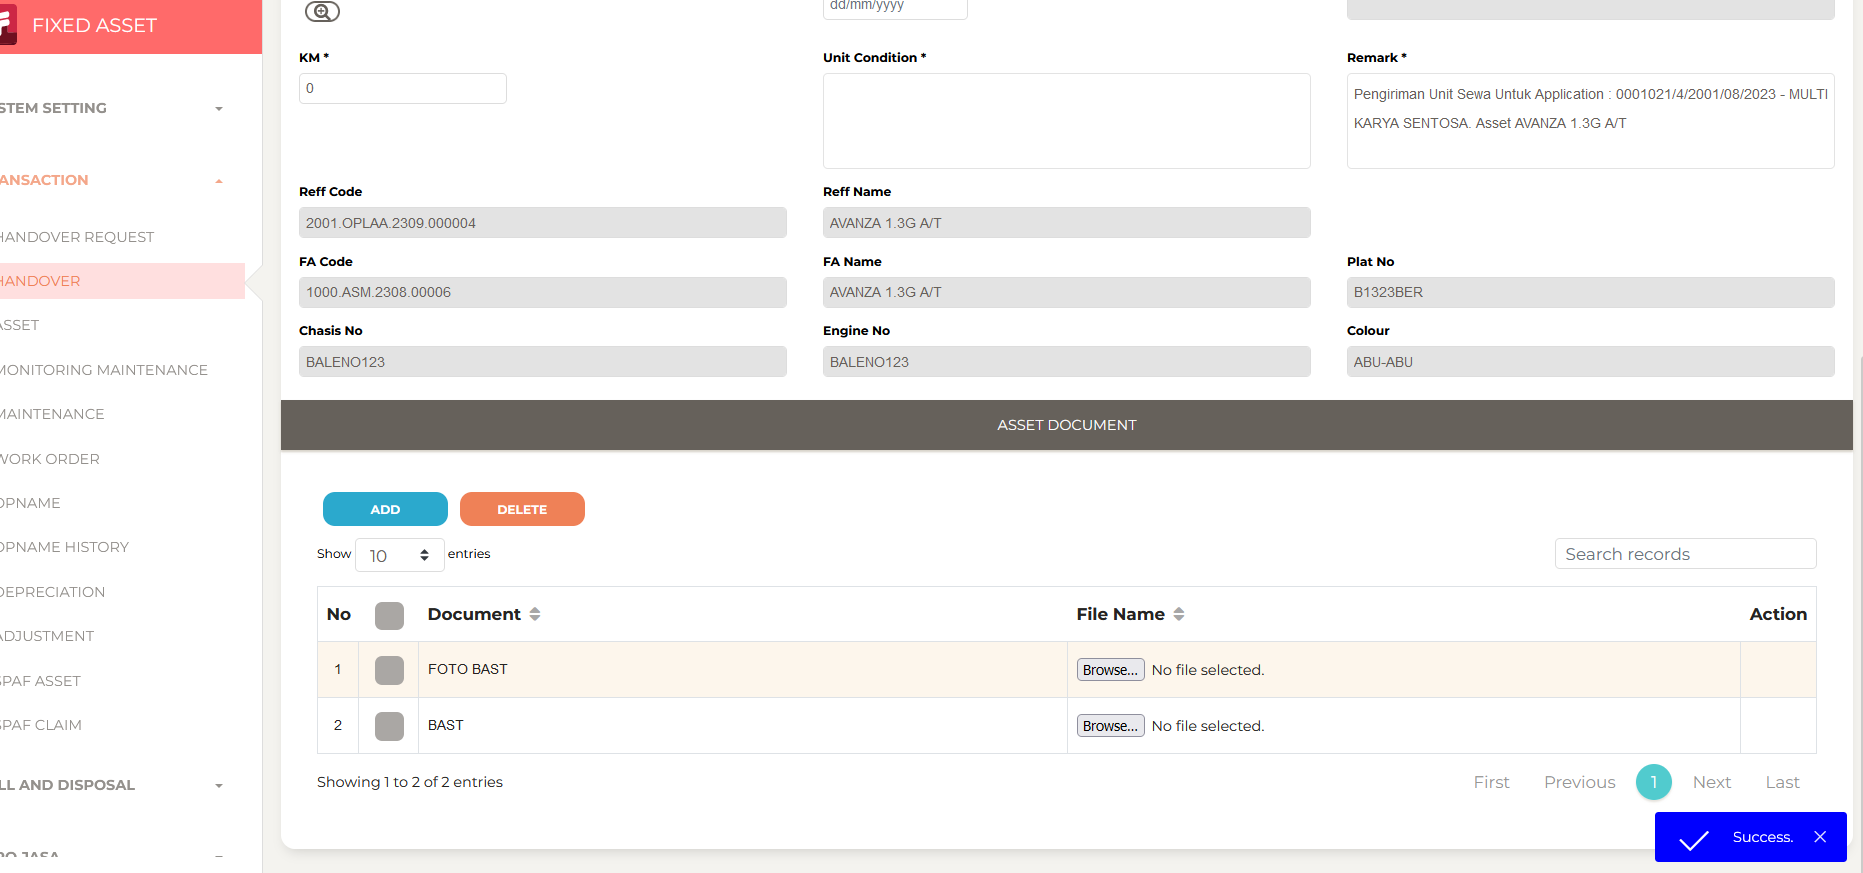 FIXED ASSET
dd/mm/yyyy
KM *
Unit Condition *
Remark *
0
Pengiriman Unit Sewa Untuk Application : 0001021/4/2001/08/2023 - MULTI
KARYA SENTOSA. Asset AVANZA 1.3G A/T
STEM SETTING
ANSACTION
HANDOVER REQUEST
HANDOVER
ASSET
MONITORING MAINTENANCE
MAINTENANCE
WORK ORDER
OPNAME
OPNAME HISTORY
DEPRECIATION
ADJUSTMENT
SPAF ASSET
SPAF CLAIM
LL AND DISPOSAL
RO JASA
Reff Code
Reff Name
2001.OPLAA.2309.000004
AVANZA 1.3G A/T
FA Code
FA Name
Plat No
1000.ASM.2308.00006
AVANZA 1.3G A/T
B1323BER
Chasis No
Engine No
Colour
BALENO123
BALENO123
ABU-ABU
ASSET DOCUMENT
ADD
DELETE
Show 10 entries
Search records
No Document File Name Action
1 FOTO BAST Browse... No file selected.
2 BAST Browse... No file selected.
Showing 1 to 2 of 2 entries
First Previous 1 Next Last
Success.